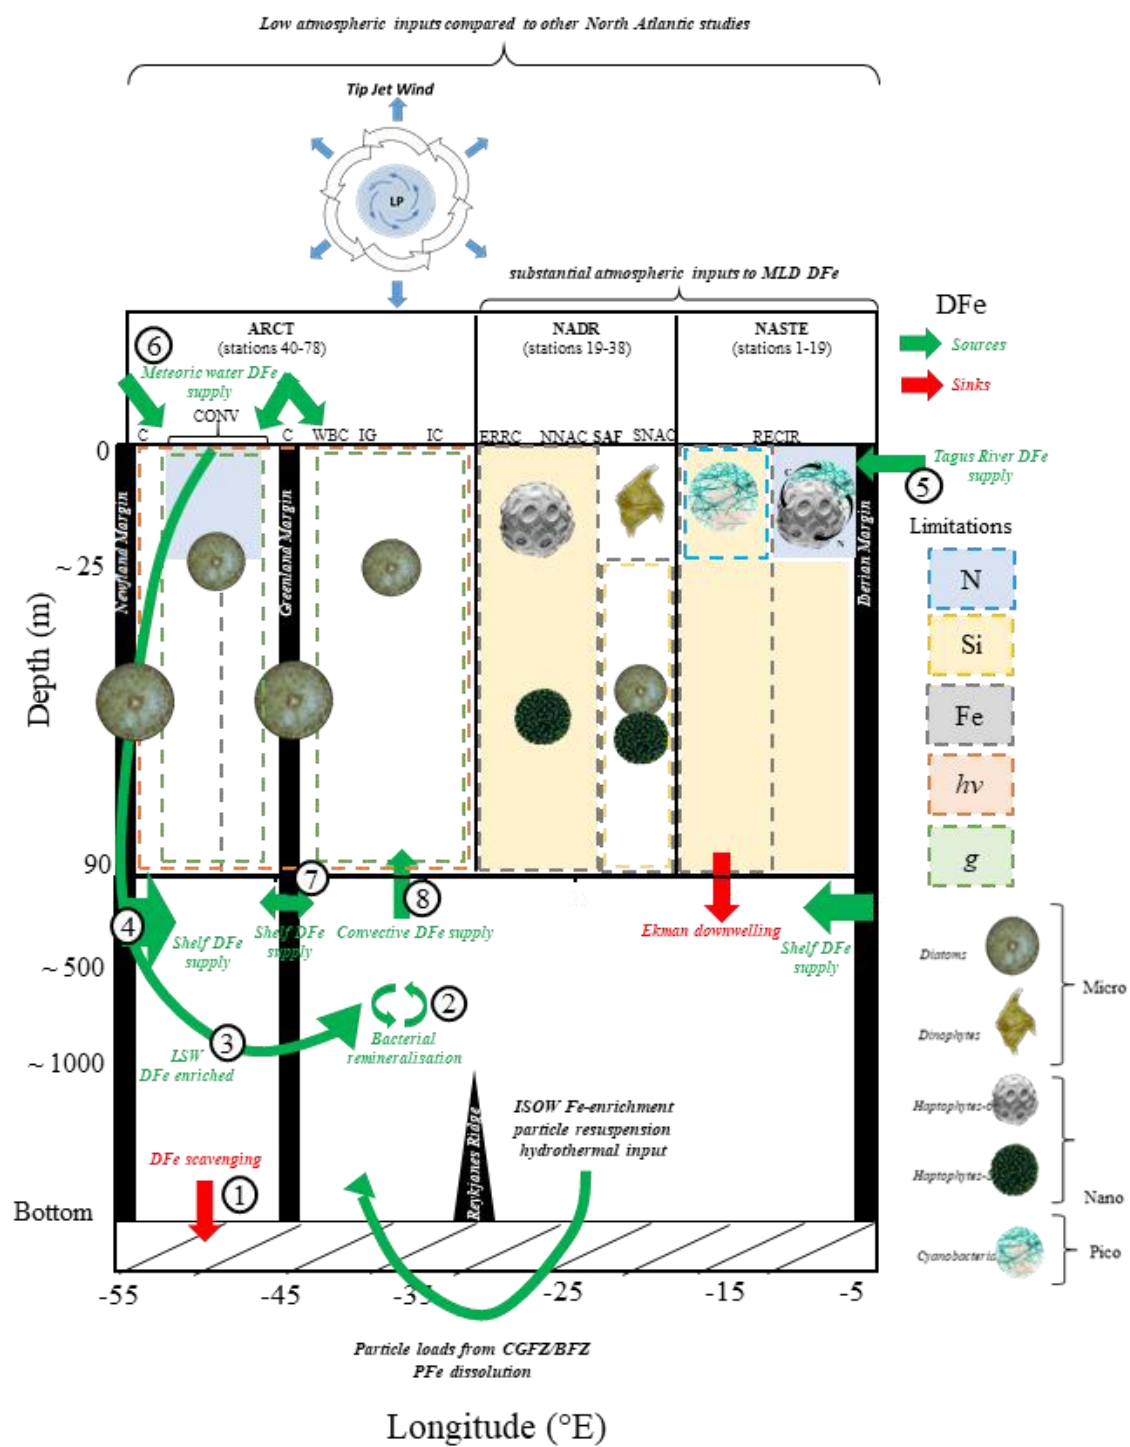 Low atmospheric inputs compared to other North Atlantic studies
Tip Jet Wind
LP
substantial atmospheric inputs to MLD DFe
DFe
Sources
Sinks
ARCT
(stations 40-78)
NADR
(stations 19-38)
NASTE
(stations 1-19)
6
Meteoric water DFe
supply
CONV
C
C
WBC
IG
IC
ERRC
NNAC
SAF
SNAC
RECIR
0
~ 25
90
~ 500
~ 1000
Bottom
Depth (m)
Newfland Margin
Greenland Margin
Iberian Margin
C
N
Tagus River DFe
supply
5
Limitations
N
Si
Fe
hv
g
7
8
4
Shelf DFe
supply
Shelf DFe
supply
Convective DFe supply
Ekman downwelling
Shelf DFe
supply
2
Bacterial
remineralisation
3
LSW
DFe enriched
Reykjanes Ridge
ISOW Fe-enrichment
particle resuspension
hydrothermal input
DFe scavenging
1
Diatoms
Dinophytes
Micro
Haptophytes-
Haptophytes-
Nano
Cyanobacteria
Pico
-55
-45
-35
-25
-15
-5
Particle loads from CGFZ/BFZ
PFe dissolution
Longitude (°E)